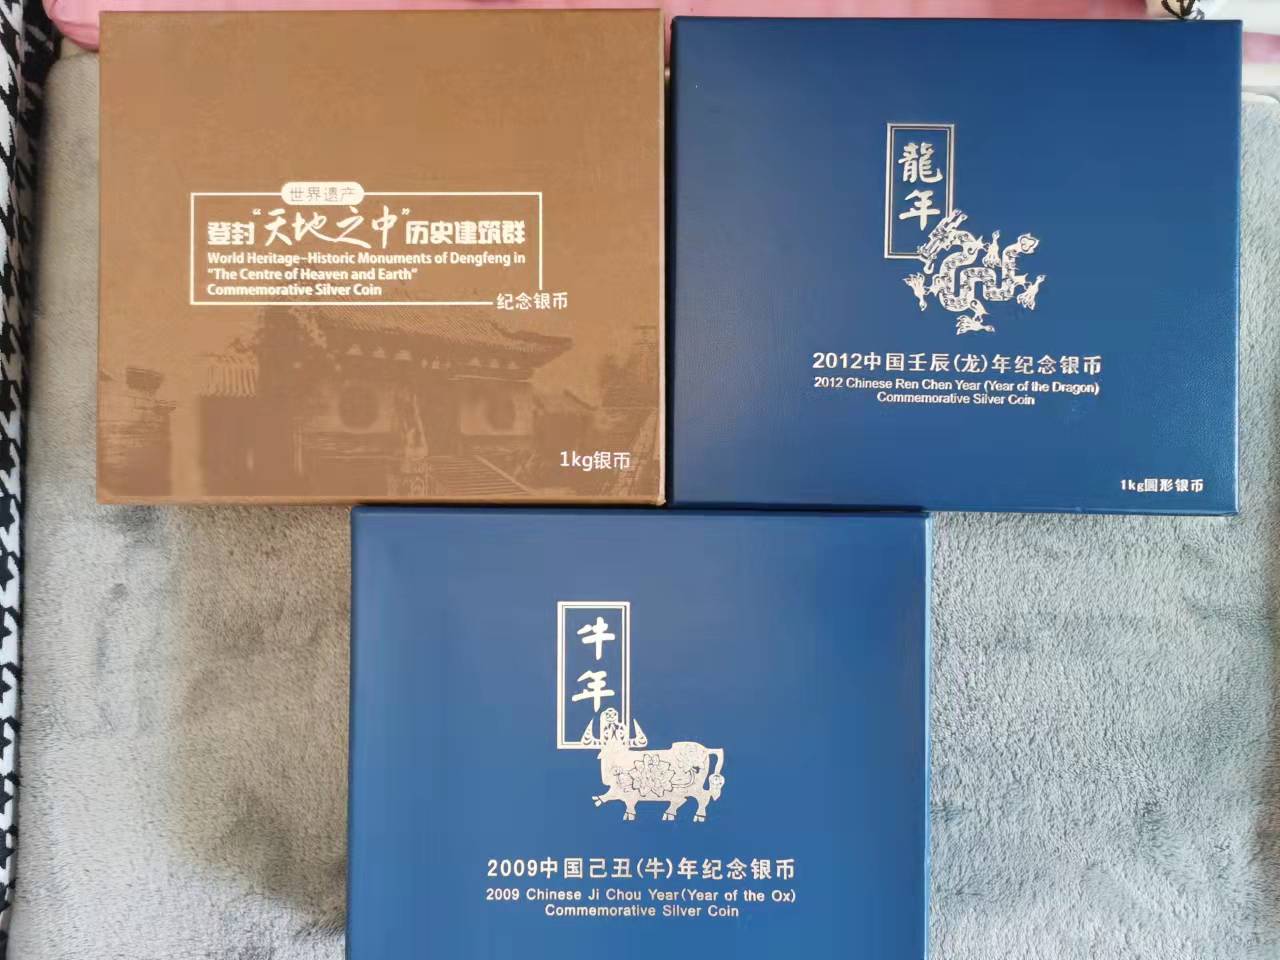 世界遗产
登封“天地之中”历史建筑群
World Heritage-Historic Monuments of Dengfeng in
"The Centre of Heaven and Earth"
Commemorative Silver Coin
纪念银币
1kg银币
龍年
2012中国壬辰(龙)年纪念银币
2012 Chinese Ren Chen Year (Year of the Dragon)
Commemorative Silver Coin
1kg圆形银币
牛年
2009中国己丑(牛)年纪念银币
2009 Chinese Ji Chou Year(Year of the Ox)
Commemorative Silver Coin